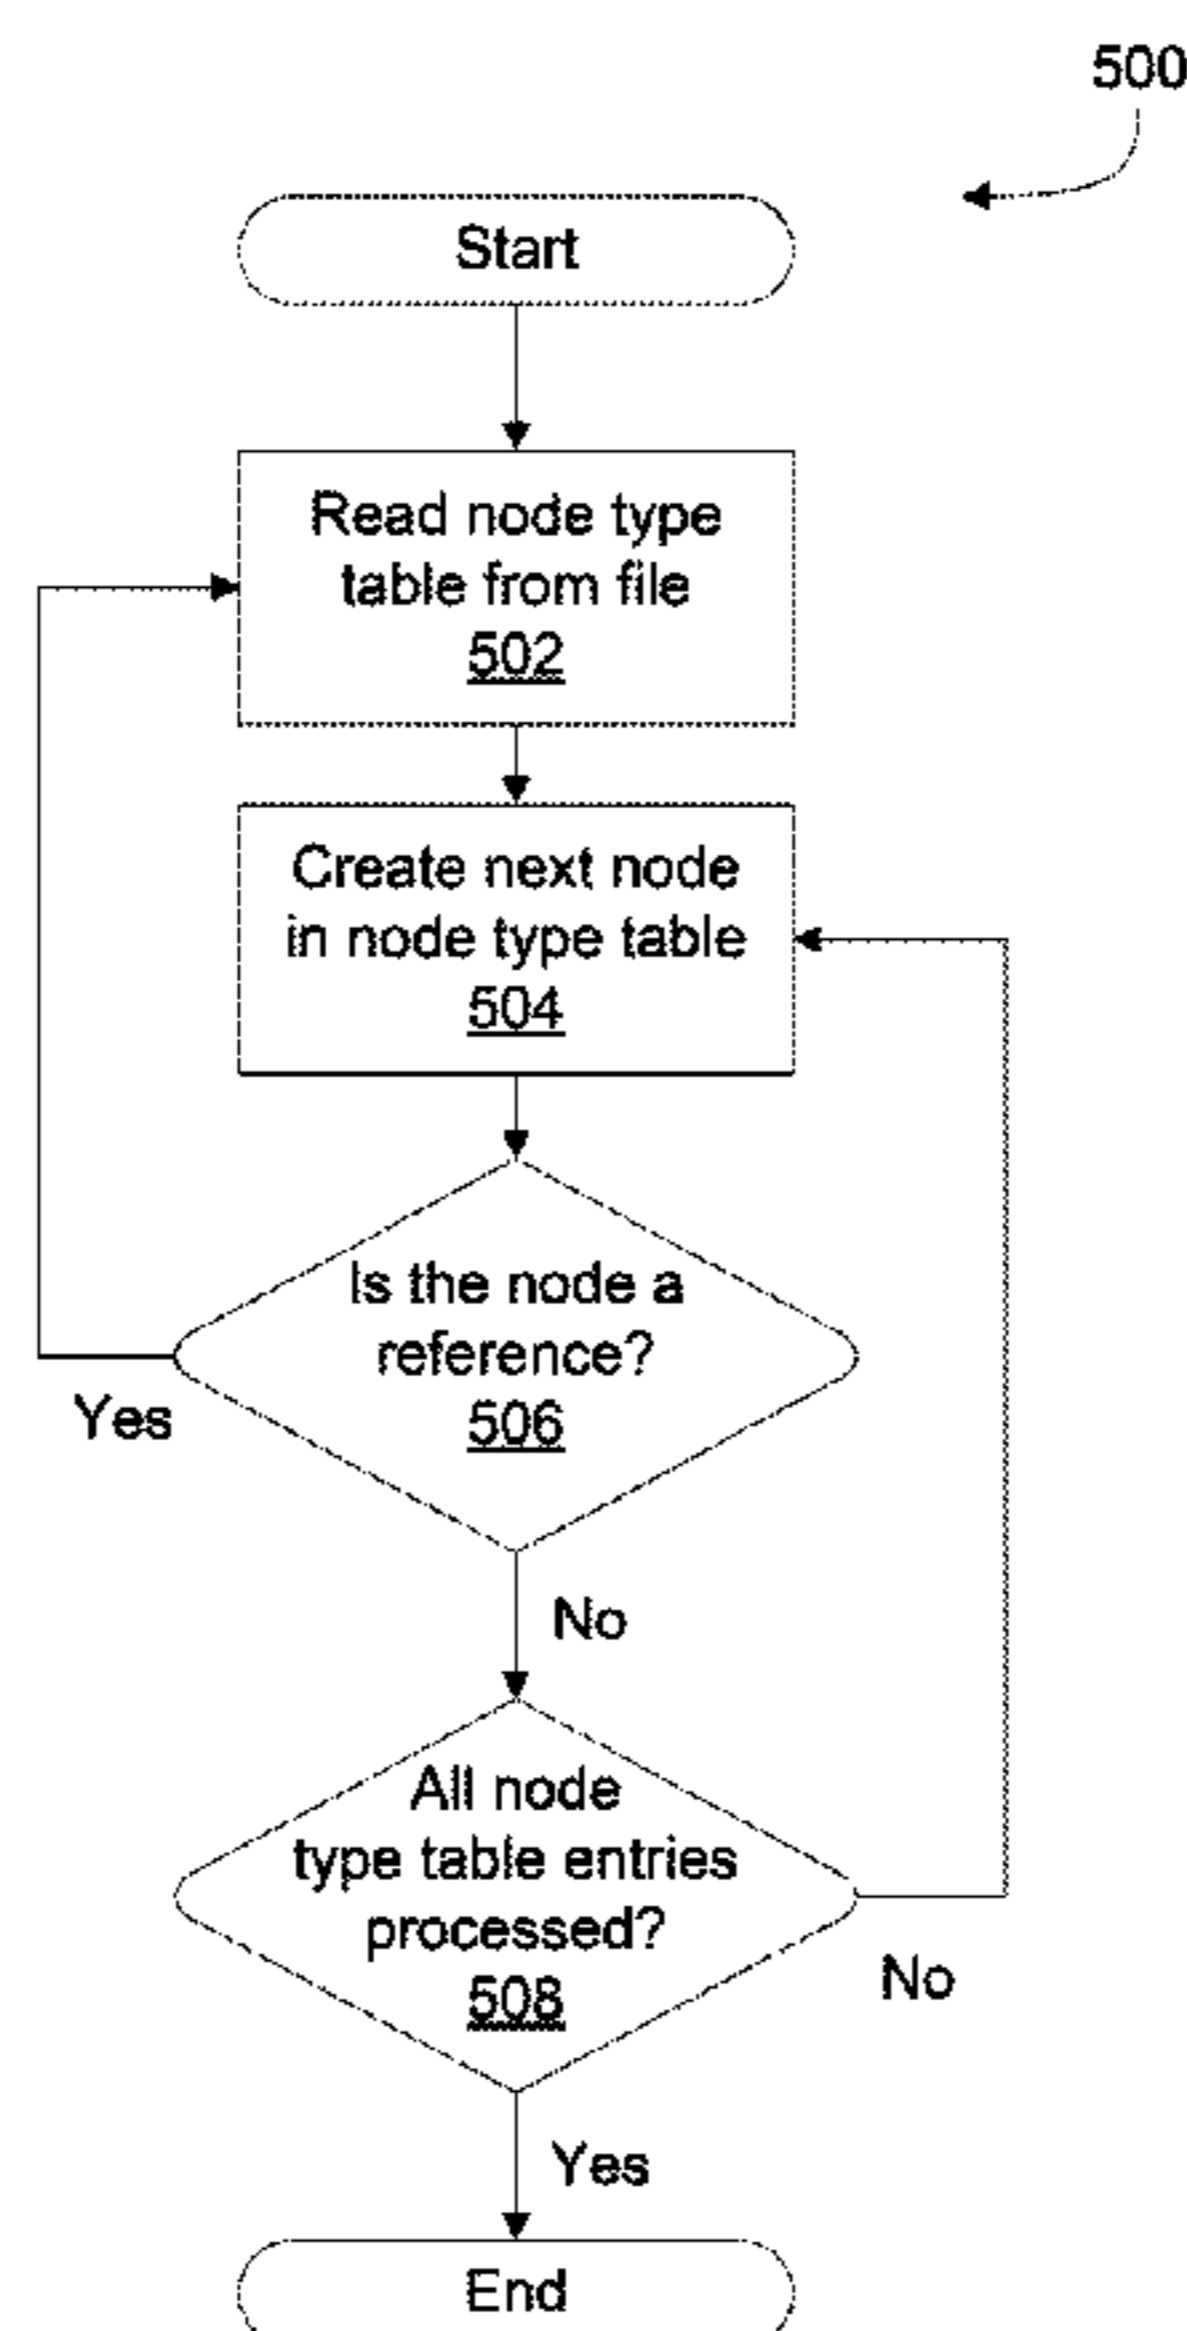 500
Start
Read node type
table from file
502
Create next node
in node type table
504
Is the node a
reference?
506
Yes
No
All node
type table entries
processed?
508
No
Yes
End